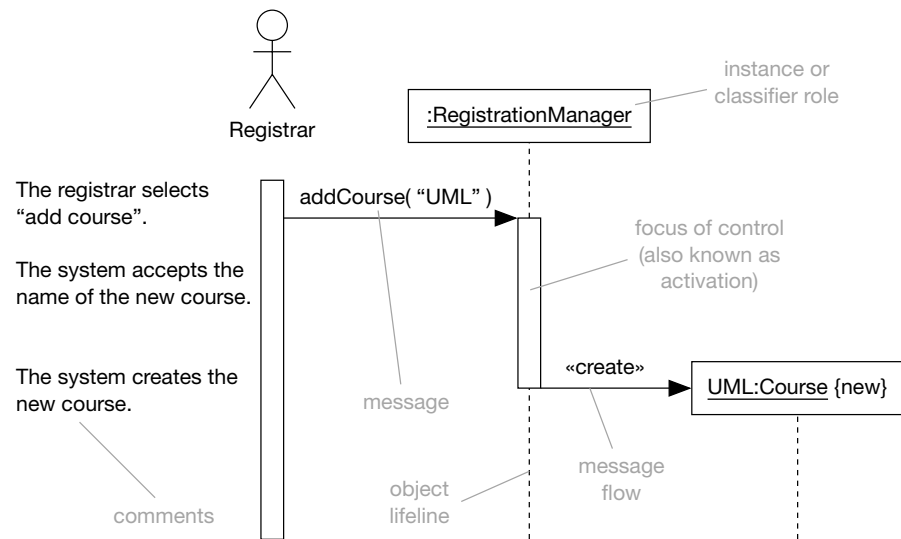 instance or
classifier role
:RegistrationManager
Registrar
The registrar selects
“add course”.
addCourse( “UML” )
focus of control
(also known as
activation)
The system accepts the
name of the new course.
«create»
The system creates the
new course.
UML:Course {new}
message
message
flow
object
lifeline
comments